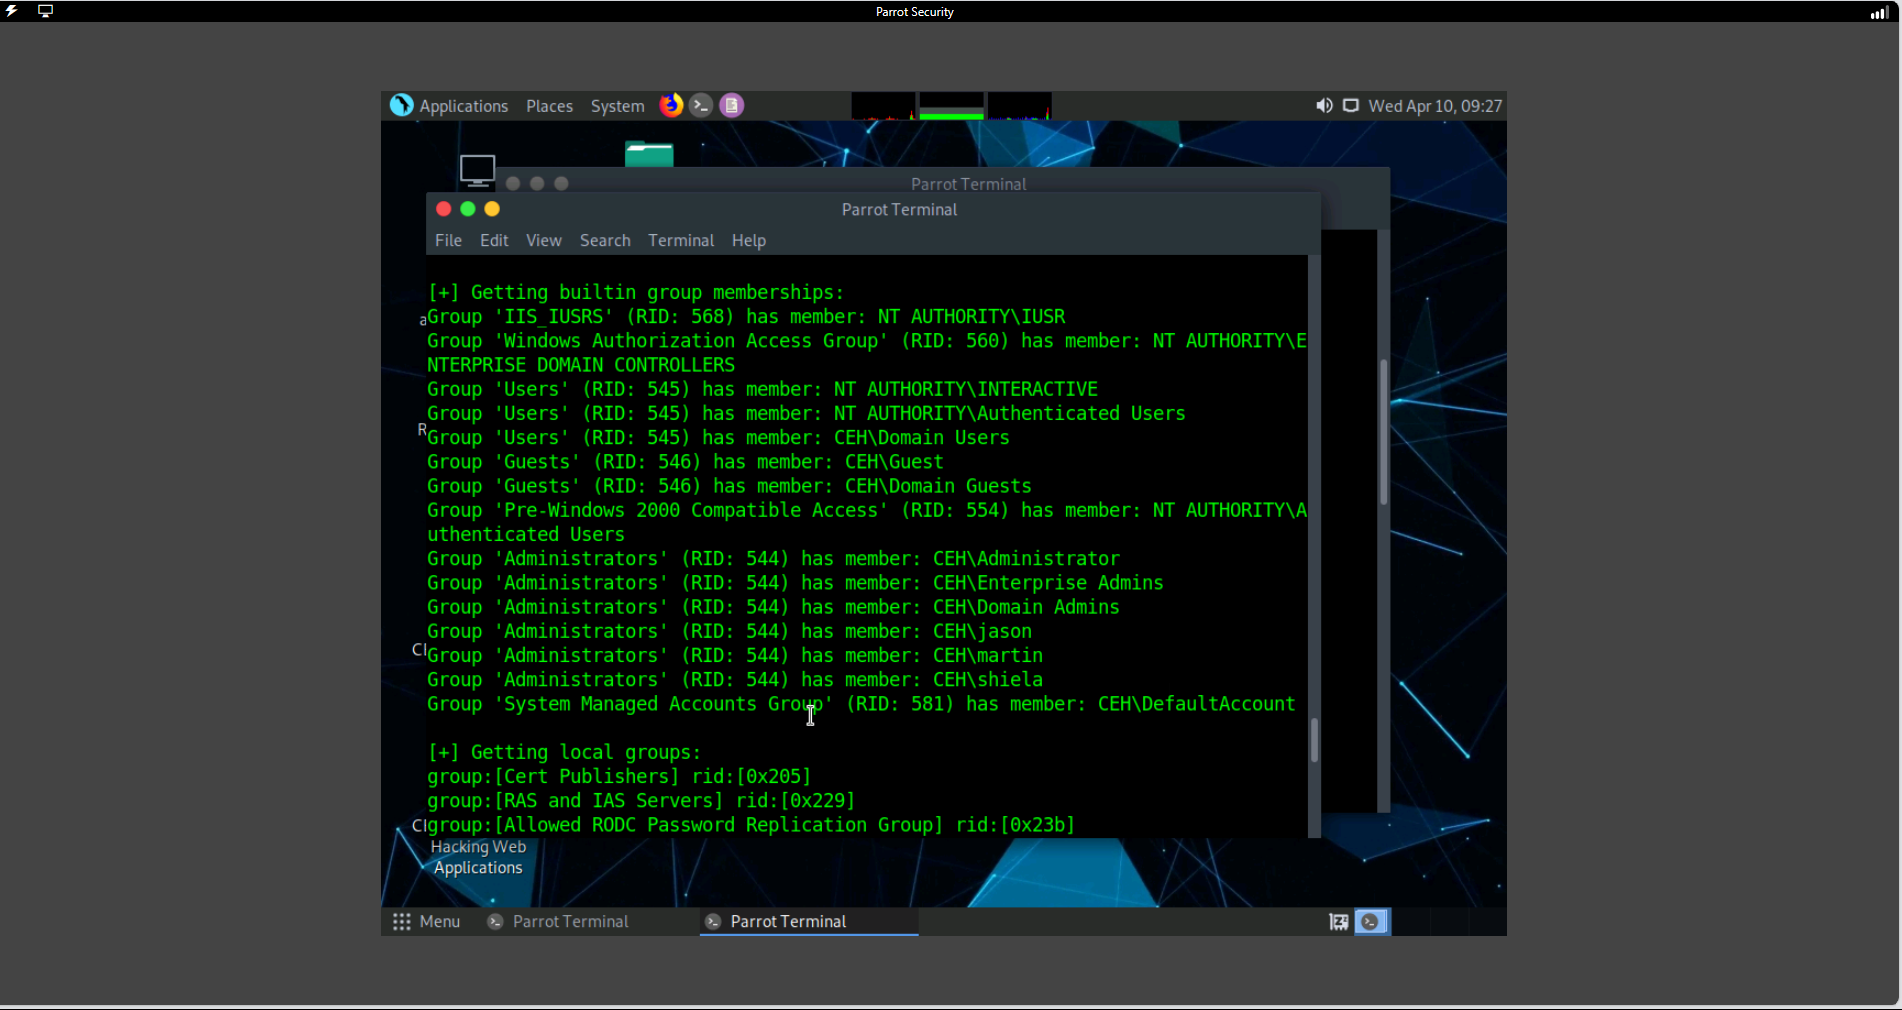 Parrot Security
Applications Places System Wed Apr 10, 09:27
Parrot Terminal
Parrot Terminal
File Edit View Search Terminal Help
[+] Getting builtin group memberships:
Group 'IIS_IUSRS' (RID: 568) has member: NT AUTHORITY\IUSR
Group 'Windows Authorization Access Group' (RID: 560) has member: NT AUTHORITY\E
NTERPRISE DOMAIN CONTROLLERS
Group 'Users' (RID: 545) has member: NT AUTHORITY\INTERACTIVE
Group 'Users' (RID: 545) has member: NT AUTHORITY\Authenticated Users
Group 'Users' (RID: 545) has member: CEH\Domain Users
Group 'Guests' (RID: 546) has member: CEH\Guest
Group 'Guests' (RID: 546) has member: CEH\Domain Guests
Group 'Pre-Windows 2000 Compatible Access' (RID: 554) has member: NT AUTHORITY\A
uthenticated Users
Group 'Administrators' (RID: 544) has member: CEH\Administrator
Group 'Administrators' (RID: 544) has member: CEH\Enterprise Admins
Group 'Administrators' (RID: 544) has member: CEH\Domain Admins
Group 'Administrators' (RID: 544) has member: CEH\jason
Group 'Administrators' (RID: 544) has member: CEH\martin
Group 'Administrators' (RID: 544) has member: CEH\shiela
Group 'System Managed Accounts Group' (RID: 581) has member: CEH\DefaultAccount
[+] Getting local groups:
group:[Cert Publishers] rid:[0x205]
group:[RAS and IAS Servers] rid:[0x229]
group:[Allowed RODC Password Replication Group] rid:[0x23b]
Hacking Web
Applications
Menu Parrot Terminal Parrot Terminal